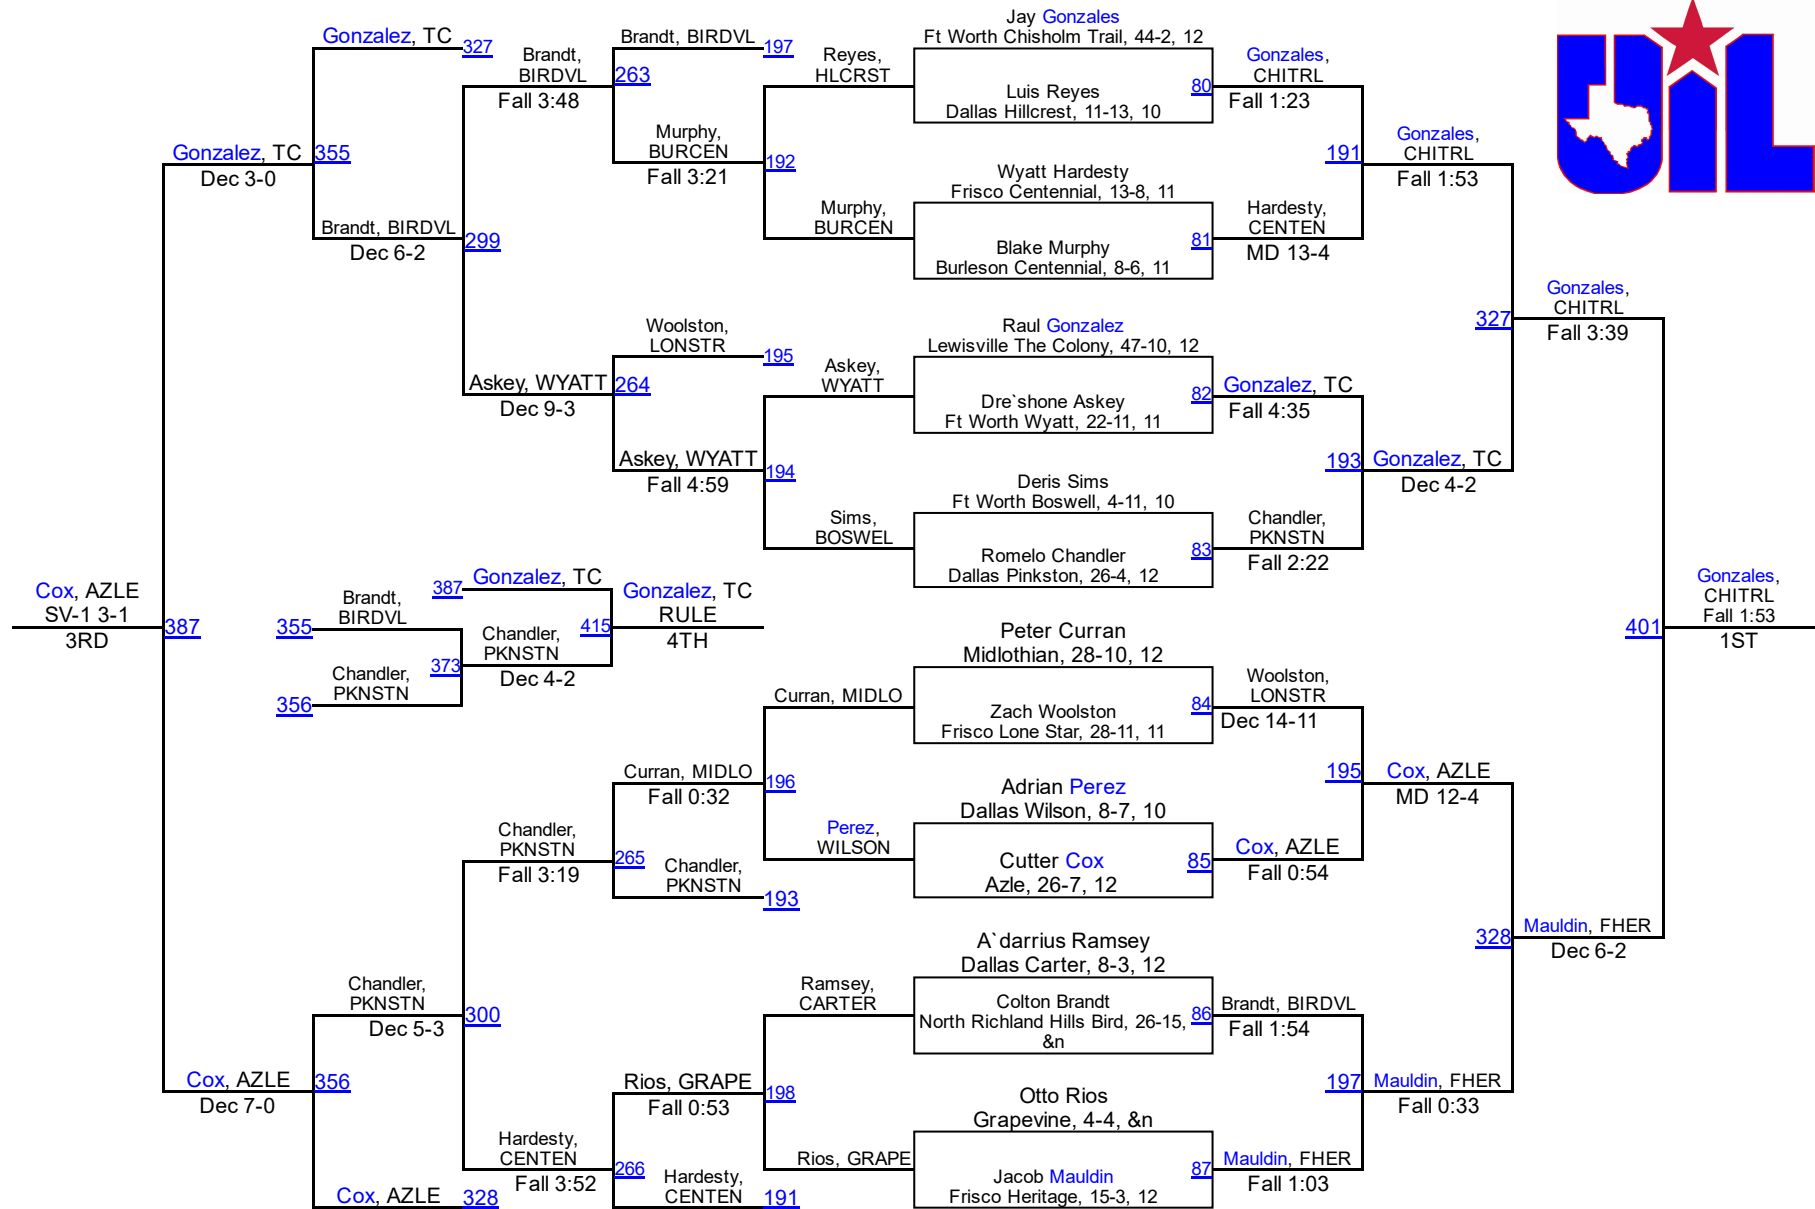 Gonzalez, TC
327
Gonzalez, TC
Dec 3-0
355
Brandt, BIRDVL
Dec 6-2
Brandt,
BIRDVL
Fall 3:48
299
Askey, WYATT
Dec 9-3
Brandt, BIRDVL
197
263
Murphy,
BURCEN
Fall 3:21
Woolston,
LONSTR
195
264
Askey, WYATT
Fall 4:59
Reyes,
HLCRST
192
Murphy,
BURCEN
Askey,
WYATT
194
Sims,
BOSWEL
Jay Gonzales
Ft Worth Chisholm Trail, 44-2, 12
Luis Reyes
Dallas Hillcrest, 11-13, 10
80
Wyatt Hardesty
Frisco Centennial, 13-8, 11
Blake Murphy
Burleson Centennial, 8-6, 11
81
Raul Gonzalez
Lewisville The Colony, 47-10, 12
Dre`shone Askey
Ft Worth Wyatt, 22-11, 11
82
Deris Sims
Ft Worth Boswell, 4-11, 10
Romelo Chandler
Dallas Pinkston, 26-4, 12
83
Gonzales,
CHITRL
Fall 1:23
191
Hardesty,
CENTEN
MD 13-4
Gonzalez, TC
Fall 4:35
193
Chandler,
PKNSTN
Fall 2:22
Gonzales,
CHITRL
Fall 1:53
327
Gonzalez, TC
Dec 4-2
Gonzales,
CHITRL
Fall 3:39
UIL
Cox, AZLE
SV-1 3-1
3RD
387
355
Brandt,
BIRDVL
356
Chandler,
PKNSTN
373
387
Gonzalez, TC
Chandler,
PKNSTN
Dec 4-2
415
Gonzalez, TC
RULE
4TH
401
Gonzales,
CHITRL
Fall 1:53
1ST
Peter Curran
Midlothian, 28-10, 12
Zach Woolston
Frisco Lone Star, 28-11, 11
84
Adrian Perez
Dallas Wilson, 8-7, 10
Cutter Cox
Azle, 26-7, 12
85
A`darrius Ramsey
Dallas Carter, 8-3, 12
Colton Brandt
North Richland Hills Bird, 26-15,
&n
86
Otto Rios
Grapevine, 4-4, &n
Jacob Mauldin
Frisco Heritage, 15-3, 12
87
Woolston,
LONSTR
Dec 14-11
195
Cox, AZLE
Fall 0:54
Brandt, BIRDVL
Fall 1:54
197
Mauldin, FHER
Fall 1:03
Cox, AZLE
MD 12-4
328
Mauldin, FHER
Fall 0:33
Mauldin, FHER
Dec 6-2
Curran, MIDLO
196
Perez,
WILSON
Ramsey,
CARTER
198
Rios, GRAPE
Curran, MIDLO
Fall 0:32
265
Chandler,
PKNSTN
193
Rios, GRAPE
Fall 0:53
266
Hardesty,
CENTEN
191
Chandler,
PKNSTN
Fall 3:19
300
Hardesty,
CENTEN
Fall 3:52
Chandler,
PKNSTN
Dec 5-3
356
Cox, AZLE
328
Cox, AZLE
Dec 7-0